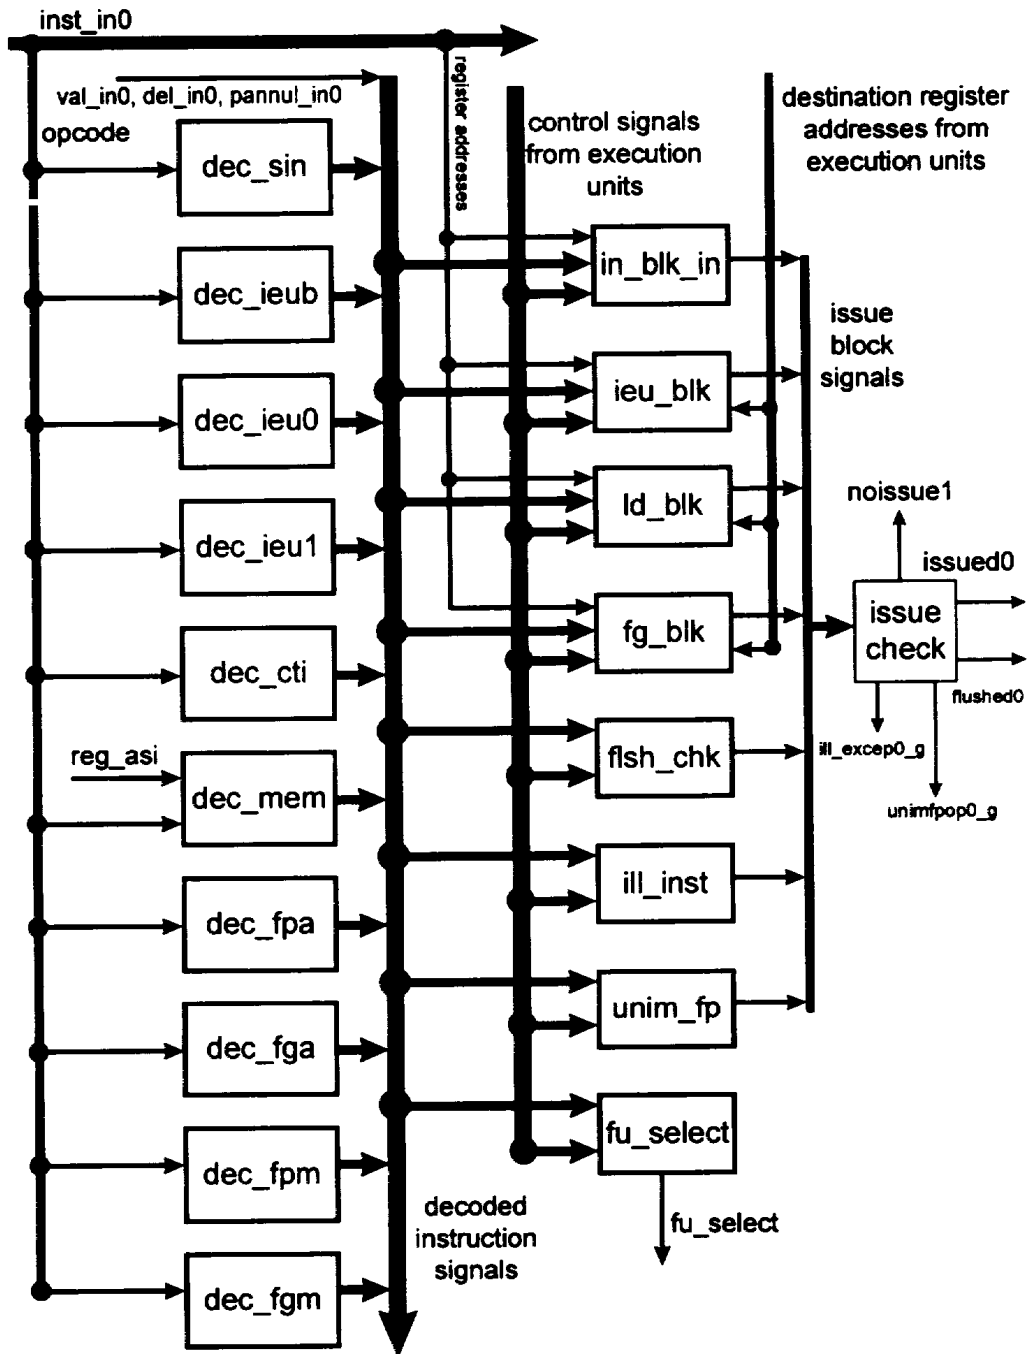 inst_in0
val_in0, del_in0, pannul_in0
opcode
register addresses
control signals
from execution
units
destination register
addresses from
execution units
dec_sin
dec_ieub
dec_ieu0
dec_ieu1
dec_cti
reg_asi
dec_mem
dec_fpa
dec_fga
dec_fpm
dec_fgm
decoded
instruction
signals
in_blk_in
ieu_blk
ld_blk
fg_blk
flsh_chk
ill_inst
unim_fp
fu_select
fu_select
issue
block
signals
noissue1
issued0
issue
check
flushed0
ill_excep0_g
unimfpop0_g